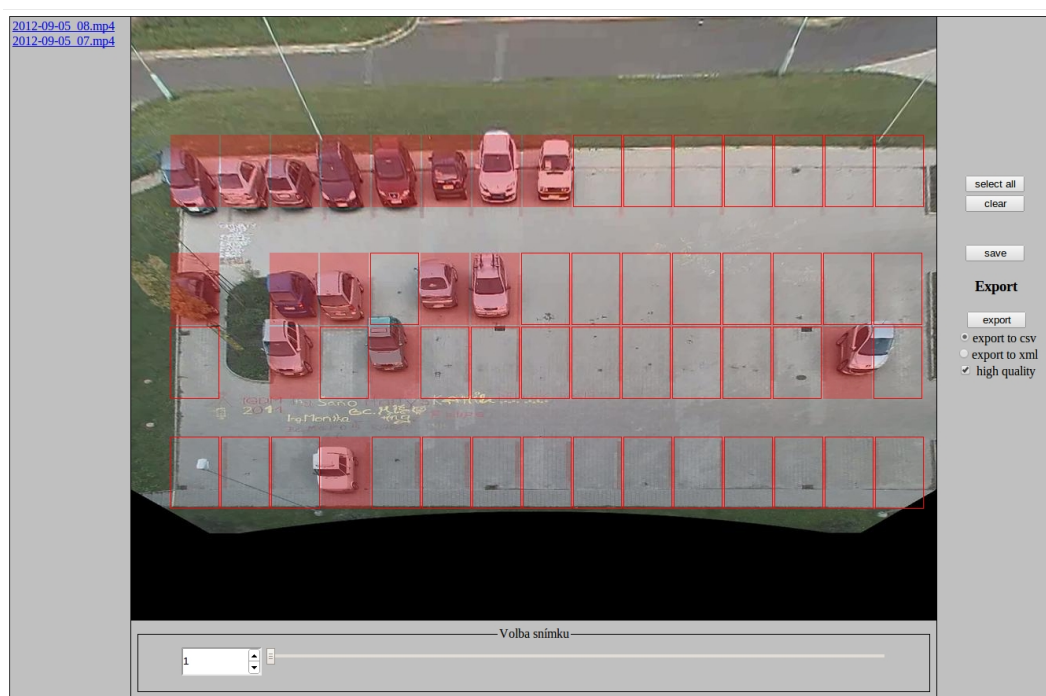 2012-09-05_08.mp4
2012-09-05_07.mp4
select all
clear
save
Export
export
export to csv
export to xml
high quality
Volba snímku
1